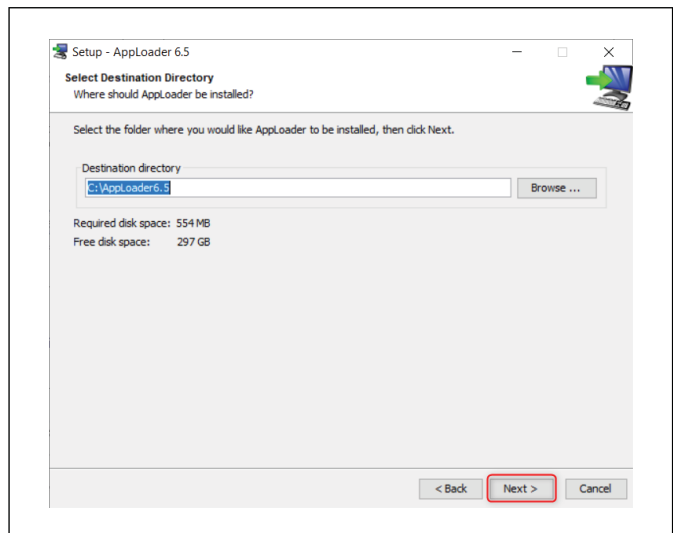 Setup - AppLoader 6.5
Select Destination Directory
Where should AppLoader be installed?
Select the folder where you would like AppLoader to be installed, then click Next.
Destination directory
C:\AppLoader6.5
Browse ...
Required disk space: 554 MB
Free disk space: 297 GB
< Back Next > Cancel